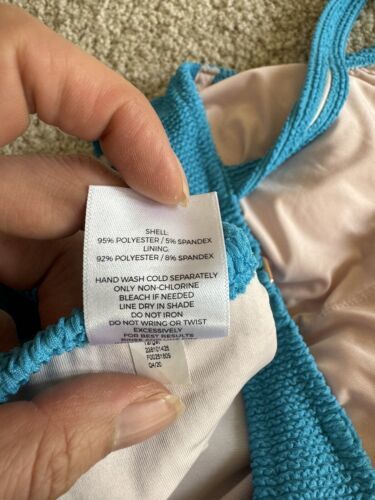 SHELL:
95% POLYESTER / 5% SPANDEX
LINING:
92% POLYESTER / 8% SPANDEX
HAND WASH COLD SEPARATELY
ONLY NON-CHLORINE
BLEACH IF NEEDED
LINE DRY IN SHADE
DO NOT IRON
DO NOT WRING OR TWIST
EXCESSIVELY
FOR BEST RESULTS
Target